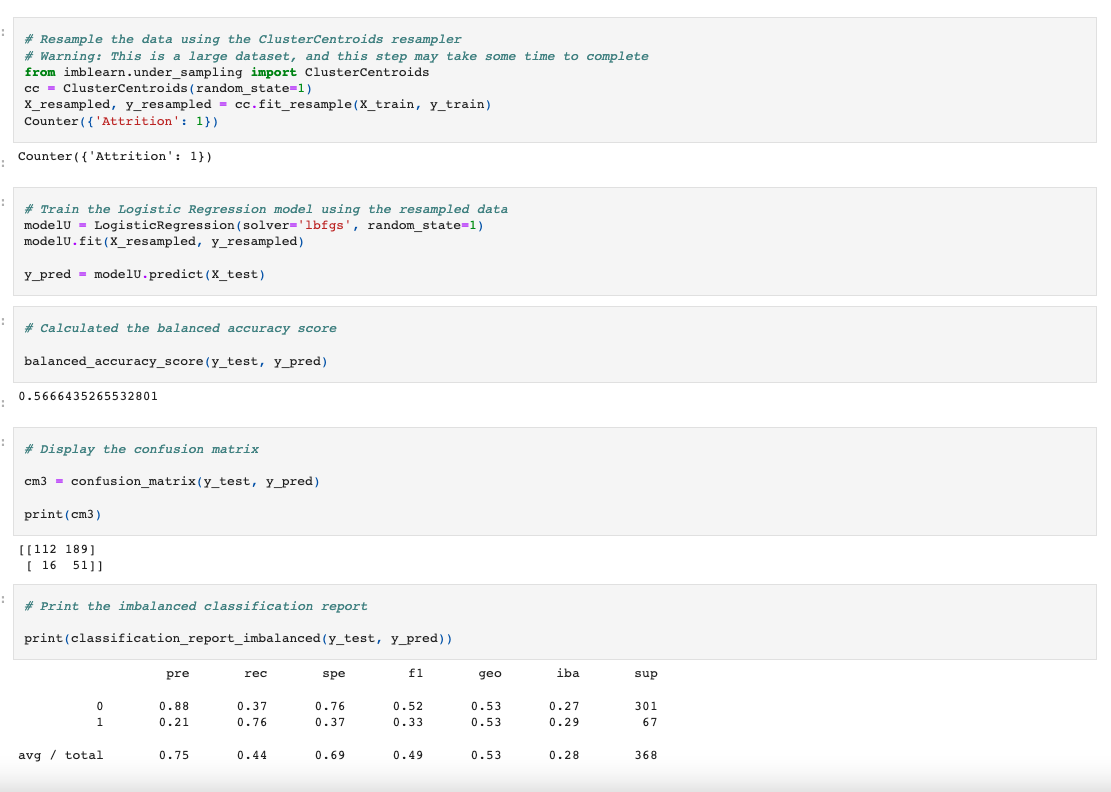 # Resample the data using the ClusterCentroids resampler
# Warning: This is a large dataset, and this step may take some time to complete
from imblearn.under_sampling import ClusterCentroids
cc = ClusterCentroids(random_state=1)
X_resampled, y_resampled = cc.fit_resample(X_train, y_train)
Counter({'Attrition': 1})
Counter({'Attrition': 1})
# Train the Logistic Regression model using the resampled data
modelU = LogisticRegression(solver='lbfgs', random_state=1)
modelU.fit(X_resampled, y_resampled)
y_pred = modelU.predict(X_test)
# Calculated the balanced accuracy score
balanced_accuracy_score(y_test, y_pred)
0.5666435265532801
# Display the confusion matrix
cm3 = confusion_matrix(y_test, y_pred)
print(cm3)
[[112 189]
 [ 16  51]]
# Print the imbalanced classification report
print(classification_report_imbalanced(y_test, y_pred))
pre rec spe f1 geo iba sup
0 0.88 0.37 0.76 0.52 0.53 0.27 301
1 0.21 0.76 0.37 0.33 0.53 0.29 67
avg / total 0.75 0.44 0.69 0.49 0.53 0.28 368